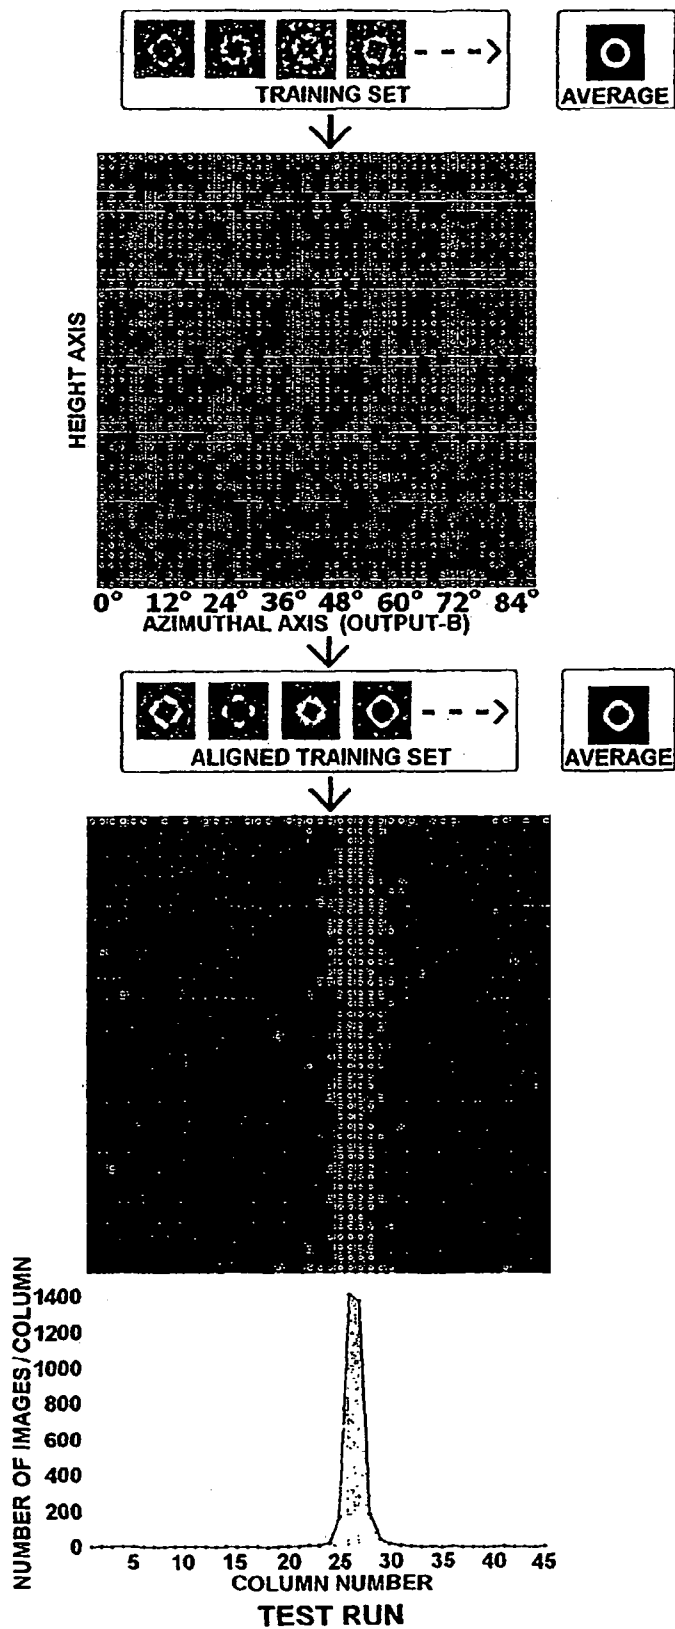 TRAINING SET
AVERAGE
HEIGHT AXIS
0° 12° 24° 36° 48° 60° 72° 84°
AZIMUTHAL AXIS (OUTPUT-B)
ALIGNED TRAINING SET
AVERAGE
NUMBER OF IMAGES/COLUMN
1400
1200
1000
800
600
400
200
0
5 10 15 20 25 30 35 40 45
COLUMN NUMBER
TEST RUN